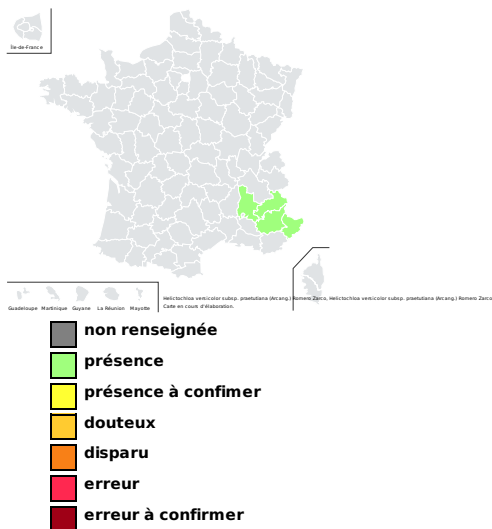 Île-de-France
Guadeloupe Martinique Guyane La Réunion Mayotte
Helictochloa versicolor subsp. praetutiana (Arcang.) Romero Zarco, Helictochloa versicolor subsp. praetutiana (Arcang.) Romero Zarco
Carte en cours d'élaboration.
non renseignée
présence
présence à confimer
douteux
disparu
erreur
erreur à confirmer